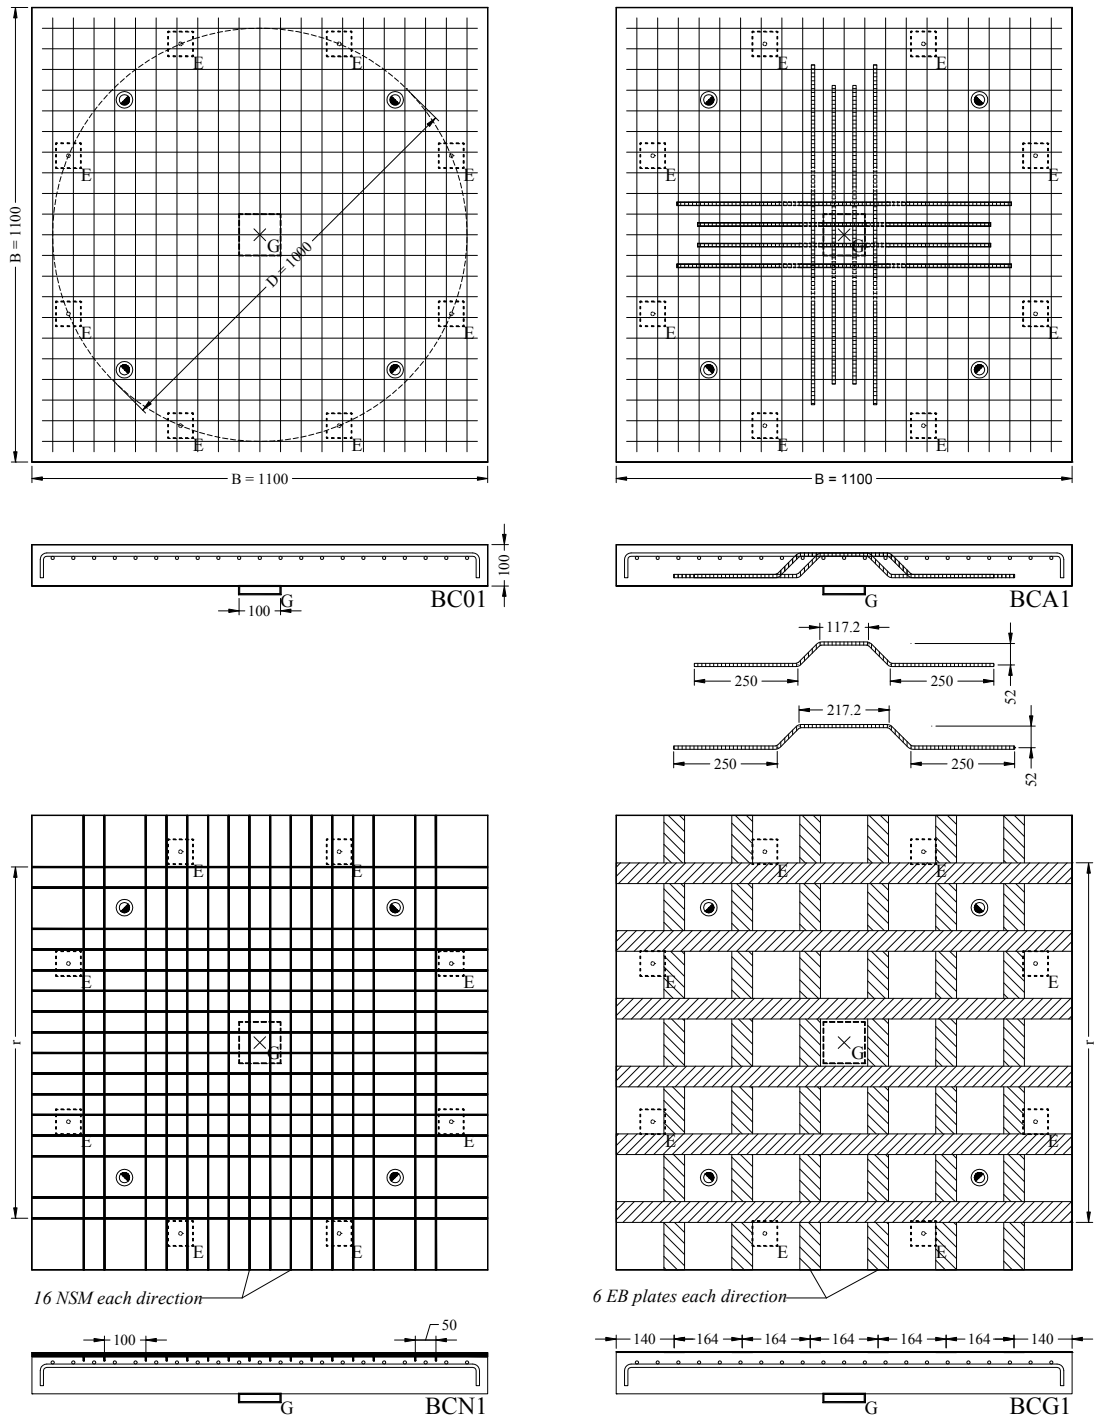 E
E
E
E
G
D = 1000
E
E
E
E
B = 1100
B = 1100
E
E
E
E
G
E
E
E
E
B = 1100
100
G
100
BC01
G
BCA1
117.2
250
250
52
217.2
250
250
52
E
E
E
E
G
E
E
E
E
r
16 NSM each direction
E
E
E
E
G
E
E
E
E
r
6 EB plates each direction
100
50
G
BCN1
140
164
164
164
164
164
140
G
BCG1